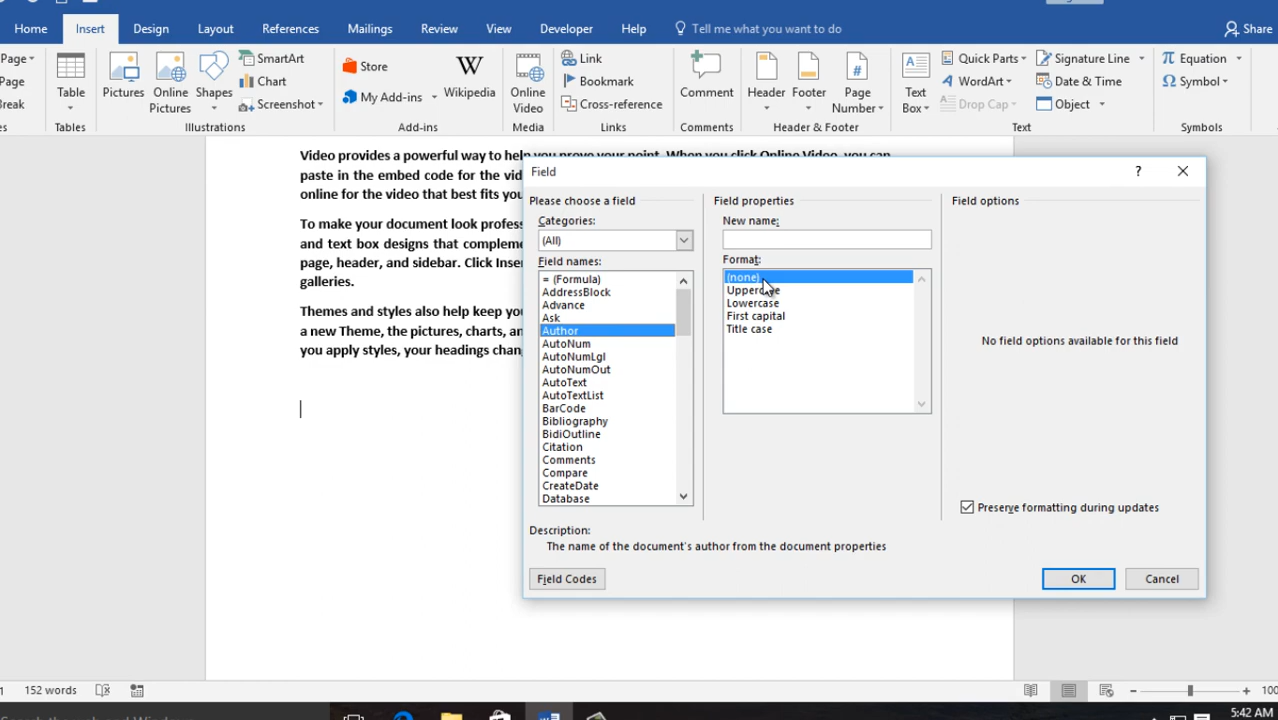 Home Insert Design Layout References Mailings Review View Developer Help Tell me what you want to do Share
Page
Page
Break
Table
Tables
Pictures
Online Pictures
Shapes
SmartArt
Chart
Screenshot
Illustrations
Store
My Add-ins
Wikipedia
Add-ins
Online Video
Media
Link
Bookmark
Cross-reference
Links
Comment
Comments
Header
Footer
Page Number
Header & Footer
Text Box
Quick Parts
WordArt
Drop Cap
Signature Line
Date & Time
Object
Text
Equation
Symbol
Symbols
Video provides a powerful way to help you prove your point. When you click Online Video, you can
paste in the embed code for the
online for the video that best fits
To make your document look
and text box designs that
page, header, and sidebar. Click
galleries.
Themes and styles also help keep
a new Theme, the pictures, charts,
you apply styles, your headings
Field
?
Please choose a field
Categories:
(All)
Field names:
= (Formula)
AddressBlock
Advance
Ask
Author
AutoNum
AutoNumLgl
AutoNumOut
AutoText
AutoTextList
BarCode
Bibliography
BidiOutline
Citation
Comments
Compare
CreateDate
Database
Field properties
New name:
Format:
(none)
Uppercase
Lowercase
First capital
Title case
Field options
No field options available for this field
Preserve formatting during updates
Description:
The name of the document's author from the document properties
Field Codes
OK
Cancel
152 words
100
5:42 AM